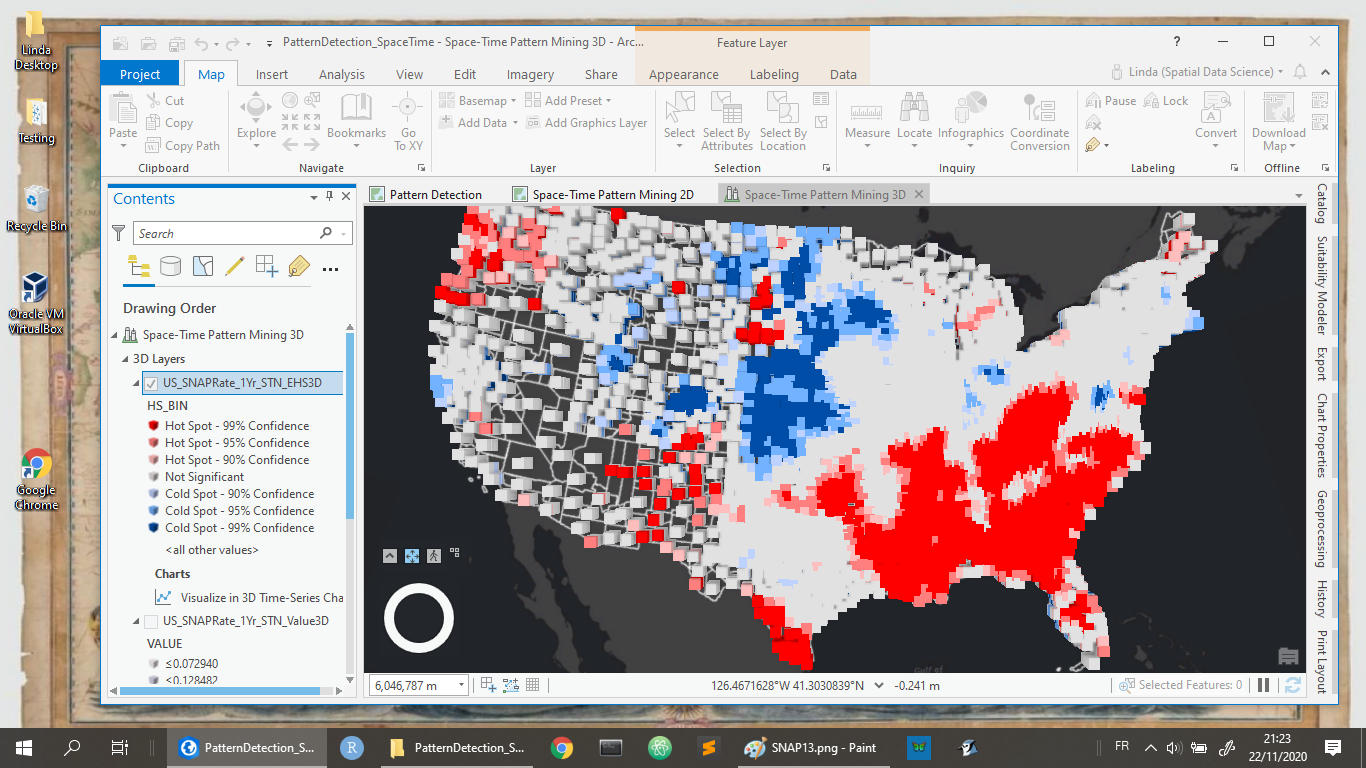 Linda
Desktop
Testing
Recycle Bin
Oracle VM
VirtualBox
Google
Chrome
PatternDetection_SpaceTime - Space-Time Pattern Mining 3D - Arc...
Feature Layer
?
Project
Map
Insert
Analysis
View
Edit
Imagery
Share
Appearance
Labeling
Data
Linda (Spatial Data Science)
Paste
Cut
Copy
Copy Path
Clipboard
Explore
Bookmarks
Go
To XY
Navigate
Basemap
Add Preset
Add Data
Add Graphics Layer
Layer
Select
Select By
Attributes
Select By
Location
Selection
Measure
Locate
Infographics
Coordinate
Conversion
Inquiry
Pause
Lock
Convert
Labeling
Download
Map
Offline
Contents
Search
Drawing Order
Space-Time Pattern Mining 3D
3D Layers
US_SNAPRate_1Yr_STN_EHS3D
HS_BIN
Hot Spot - 99% Confidence
Hot Spot - 95% Confidence
Hot Spot - 90% Confidence
Not Significant
Cold Spot - 90% Confidence
Cold Spot - 95% Confidence
Cold Spot - 99% Confidence
<all other values>
Charts
Visualize in 3D Time-Series Cha
US_SNAPRate_1Yr_STN_Value3D
VALUE
≤0.072940
≤0.128482
Pattern Detection
Space-Time Pattern Mining 2D
Space-Time Pattern Mining 3D
Gulf of
6,046,787 m
126.4671628°W 41.3030839°N
-0.241 m
Selected Features: 0
Catalog
Suitability Modeler
Export
Chart Properties
Geoprocessing
History
Print Layout
PatternDetection_S...
R
PatternDetection_S...
SNAP13.png - Paint
FR
21:23
22/11/2020